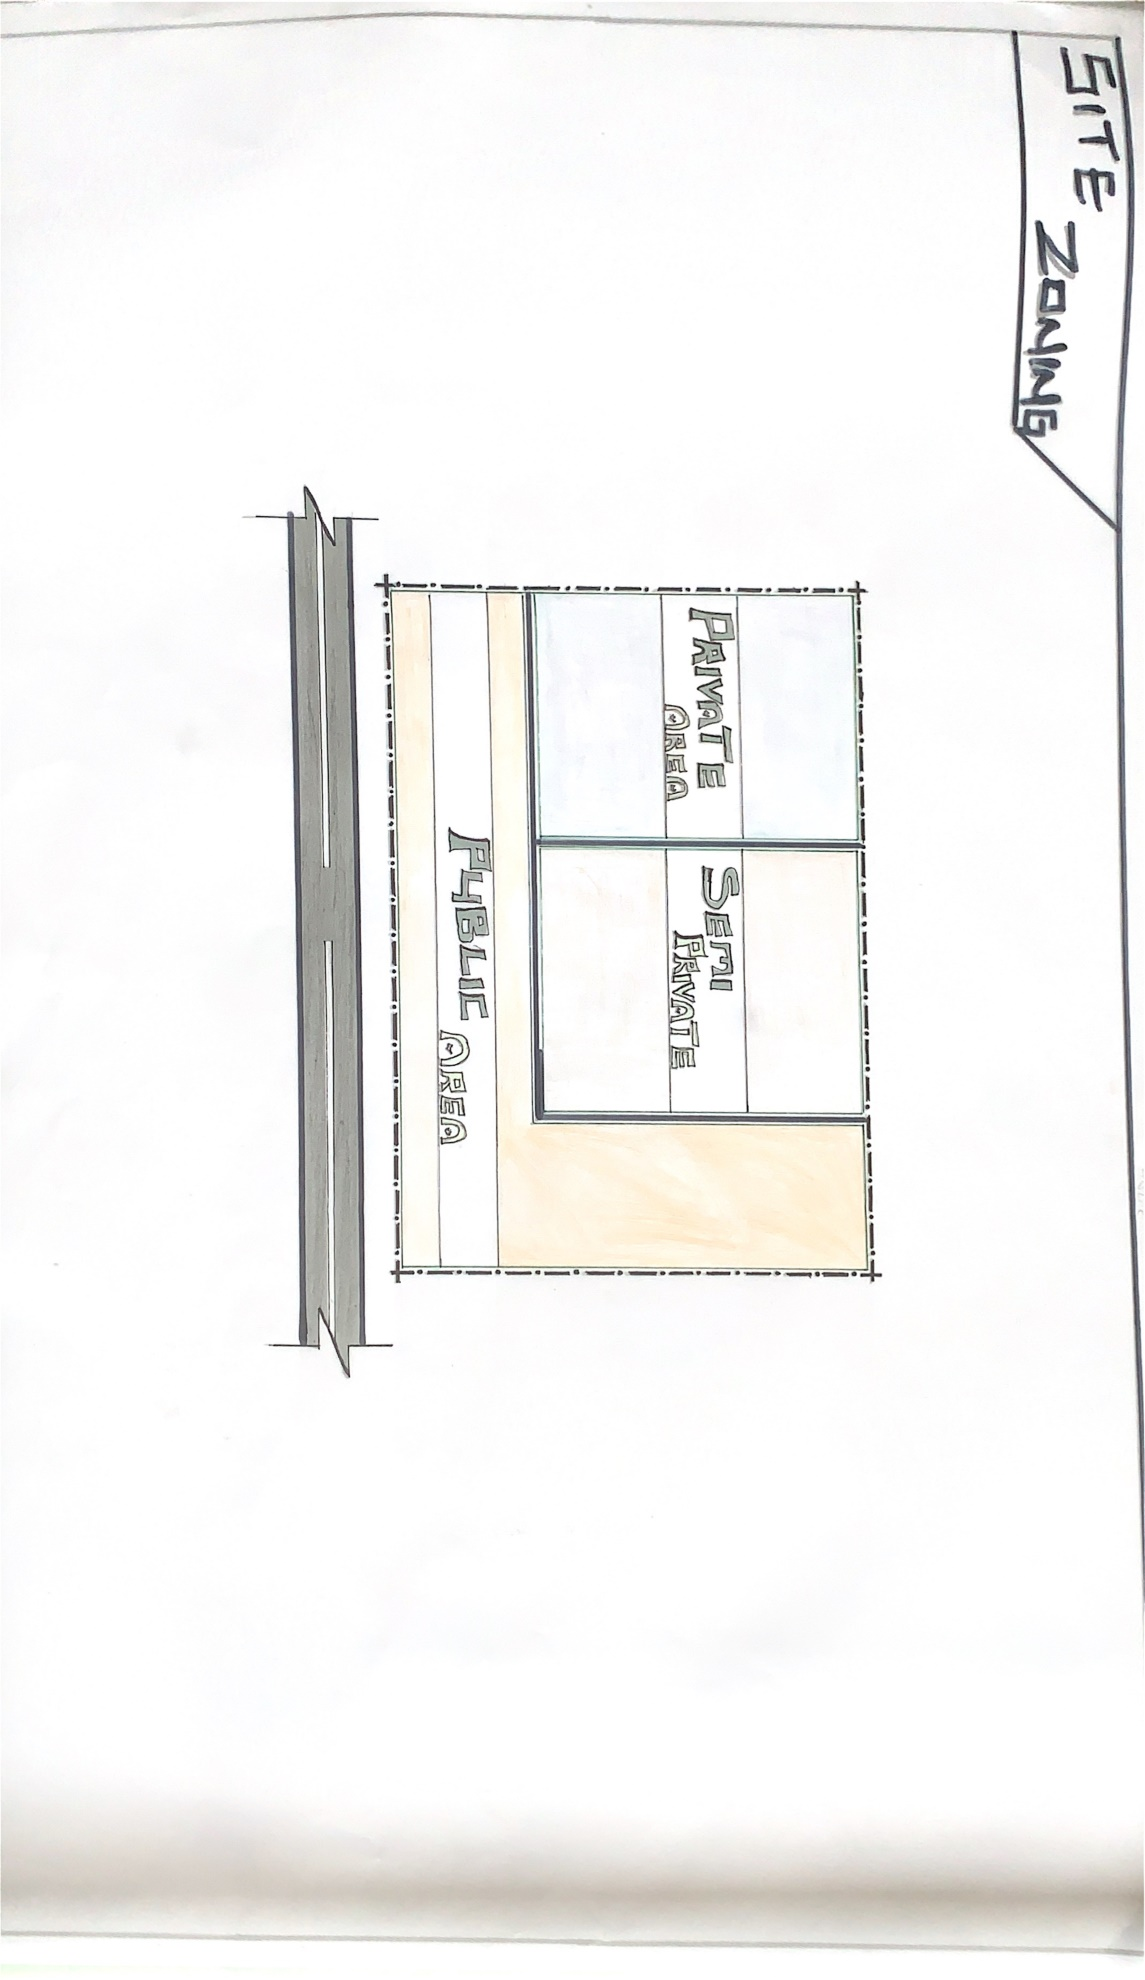 SITE ZONING
PRIVATE
AREA
SEMI
PRIVATE
PUBLIC AREA